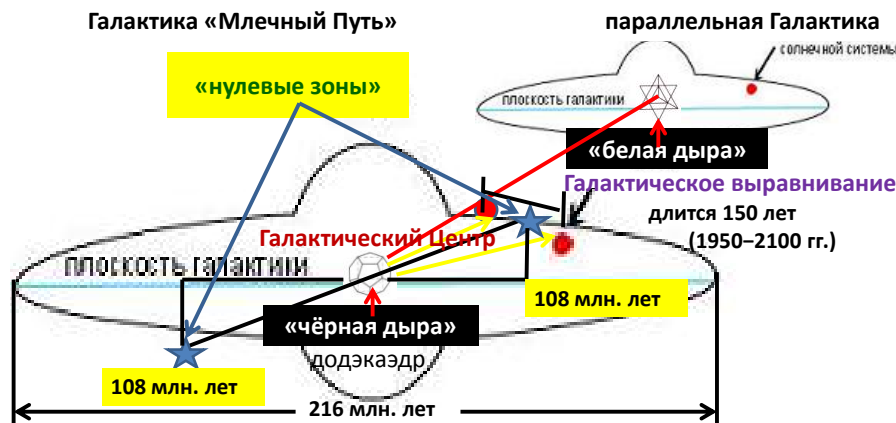 Галактика «Млечный Путь»
параллельная Галактика
солнечной системы
«нулевые зоны»
плоскость галактики
«белая дыра»
Галактическое выравнивание
длится 150 лет
(1950–2100 гг.)
Галактический Центр
плоскость галактики
108 млн. лет
«чёрная дыра»
додэкаэдр
108 млн. лет
216 млн. лет